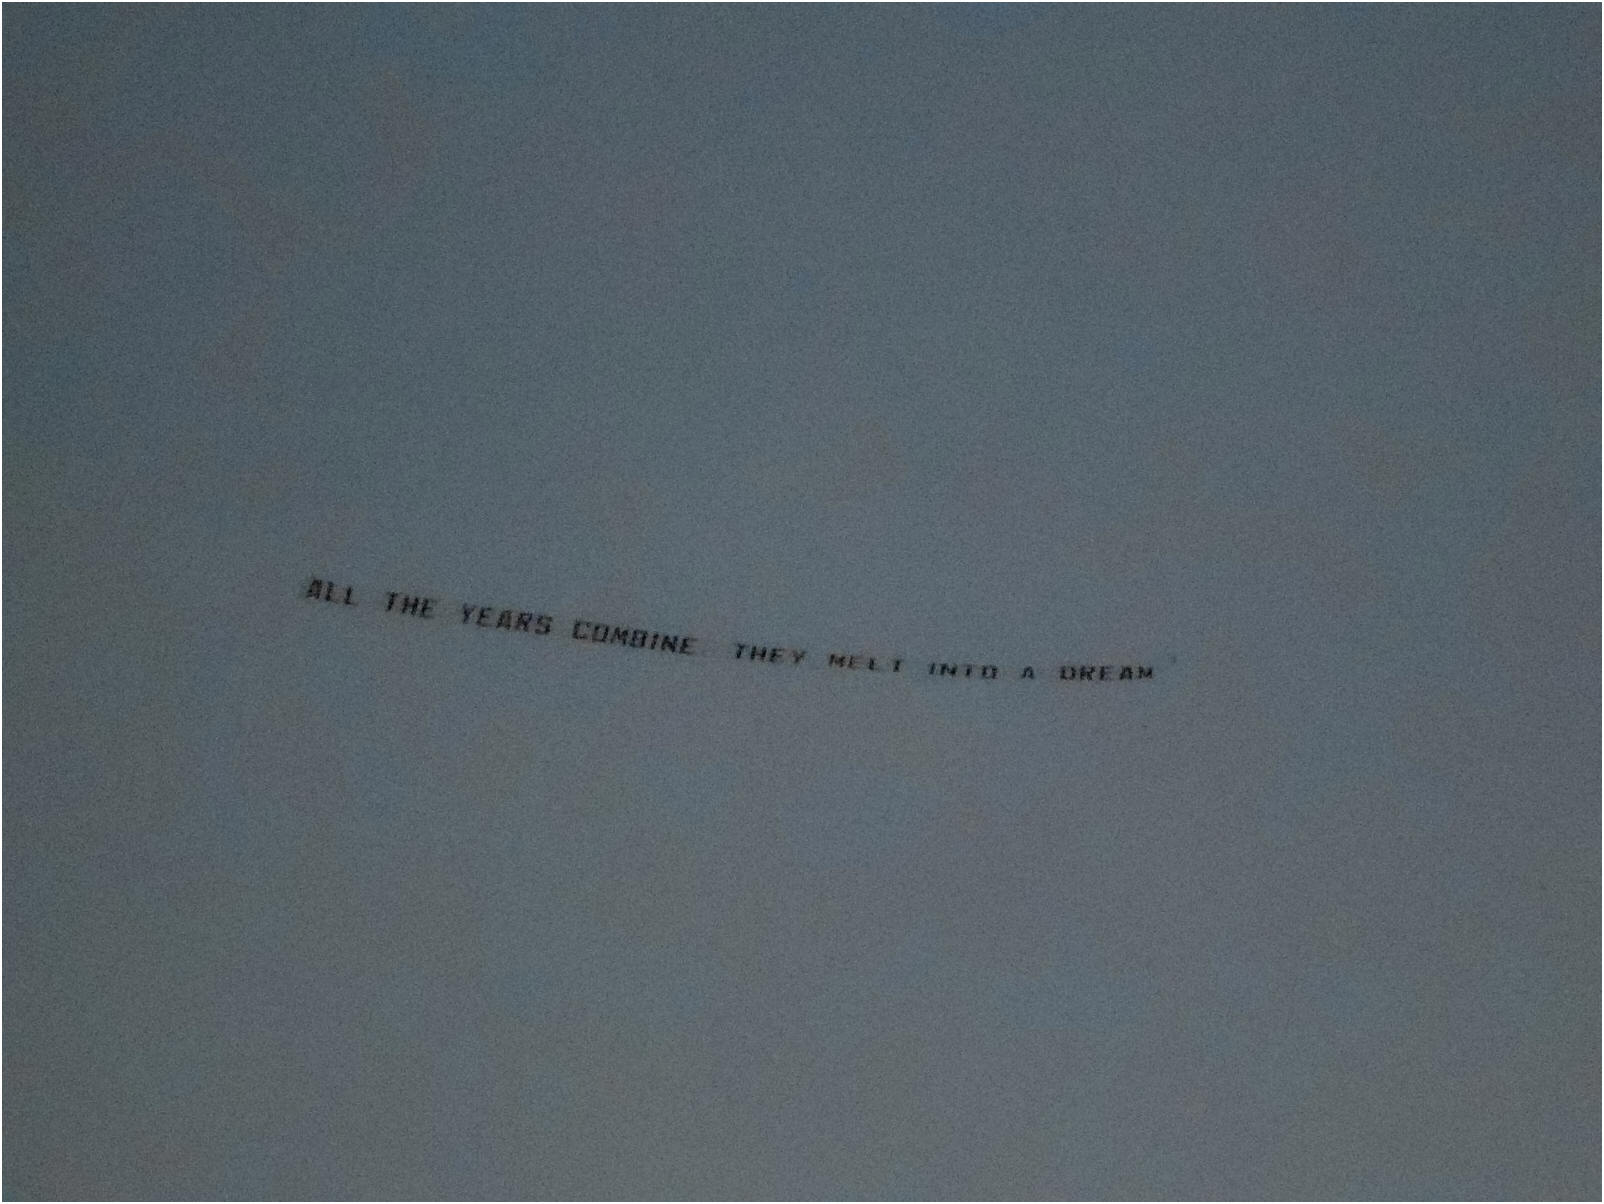 ALL THE YEARS COMBINE THEY MELT INTO A DREAM